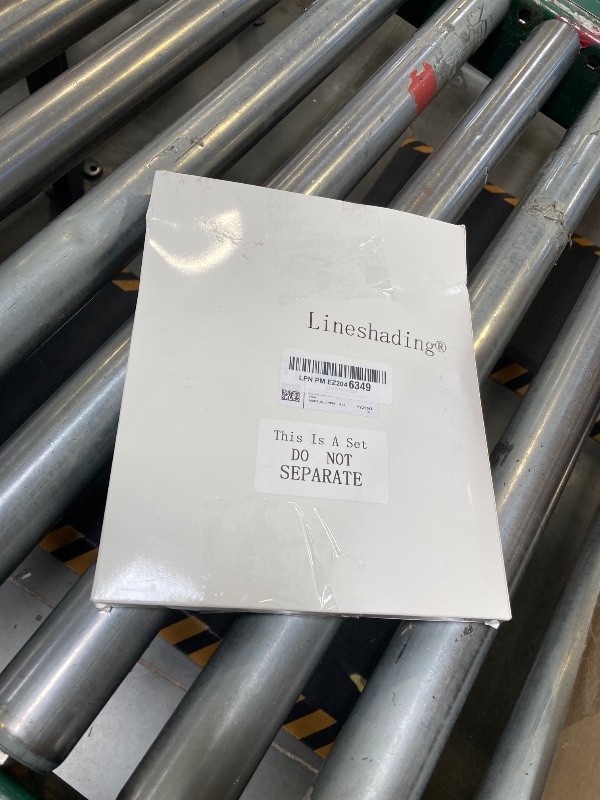 Lineshading®
LPN PM EZ2046349
This Is A Set
DO NOT
SEPARATE